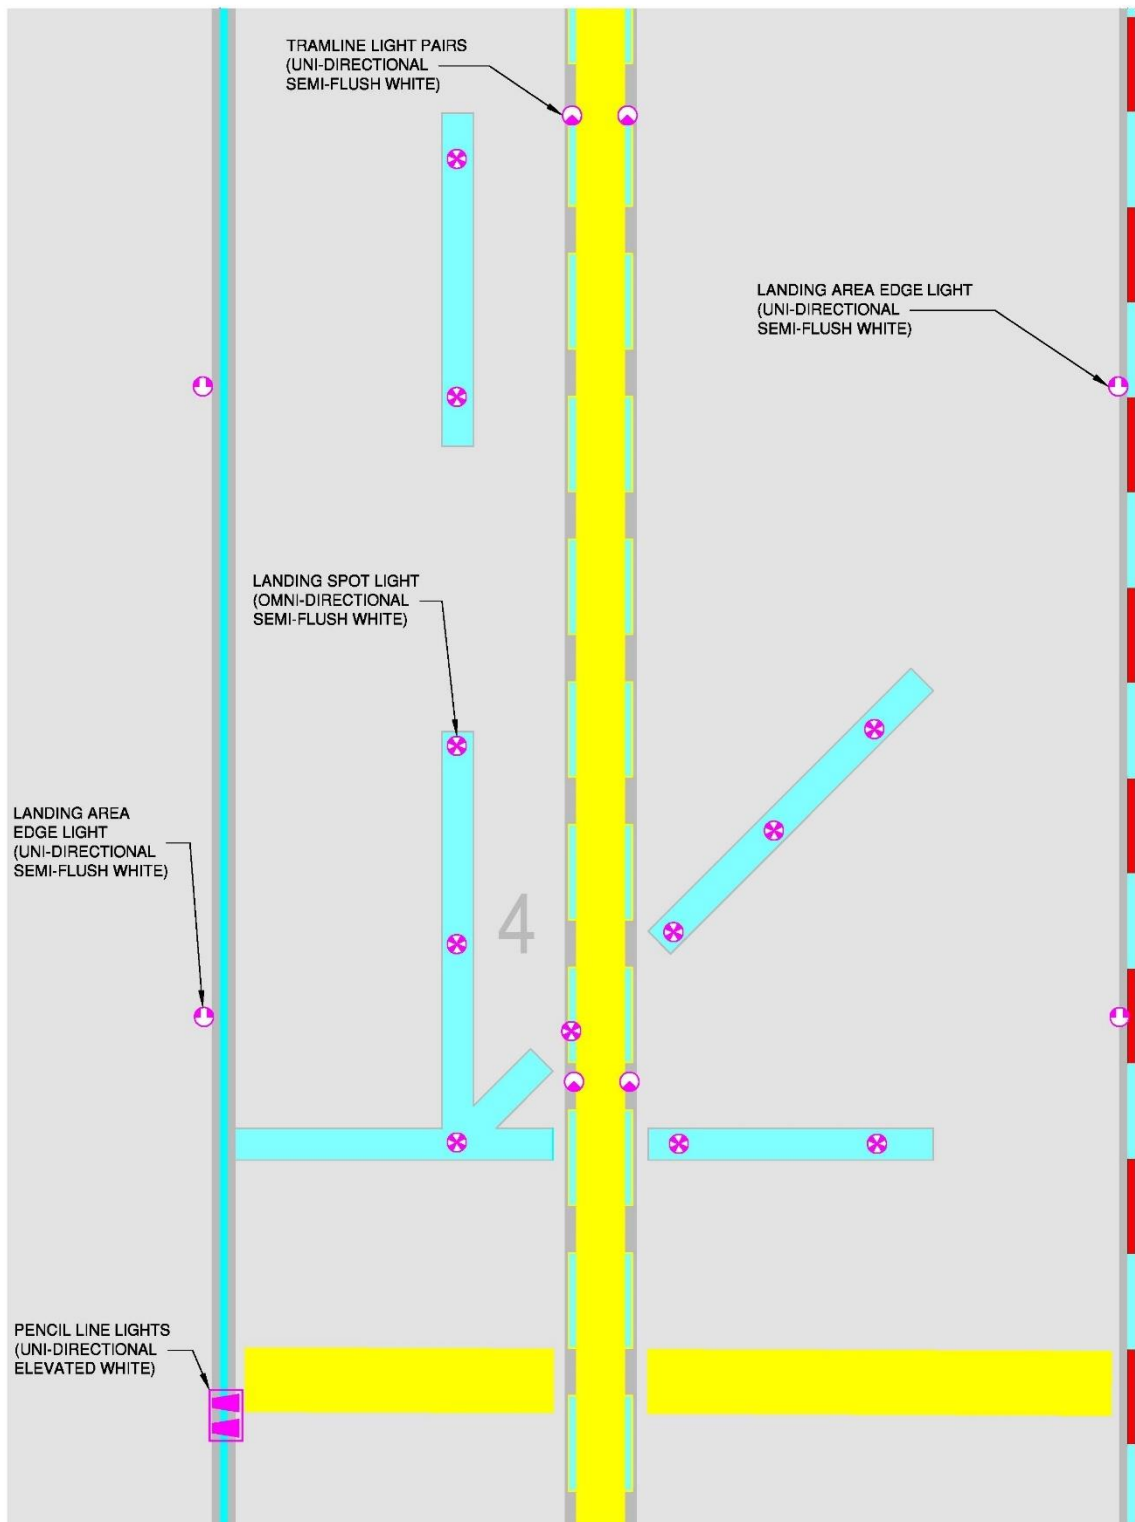 TRAMLINE LIGHT PAIRS
(UNI-DIRECTIONAL
SEMI-FLUSH WHITE)
LANDING AREA EDGE LIGHT
(UNI-DIRECTIONAL
SEMI-FLUSH WHITE)
LANDING SPOT LIGHT
(OMNI-DIRECTIONAL
SEMI-FLUSH WHITE)
LANDING AREA
EDGE LIGHT
(UNI-DIRECTIONAL
SEMI-FLUSH WHITE)
4
PENCIL LINE LIGHTS
(UNI-DIRECTIONAL
ELEVATED WHITE)